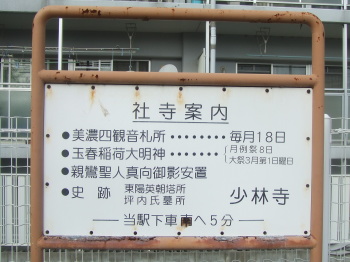 社寺案内
●美濃四観音札所・・・・・・・・毎月18日
●玉春稲荷大明神・・・・・・月例祭8日
大祭3月第1日曜日
●親鸞聖人真向御影安置
●史跡 東陽英朝塔所
坪内氏墓所
少林寺
―当駅下車南へ5分―